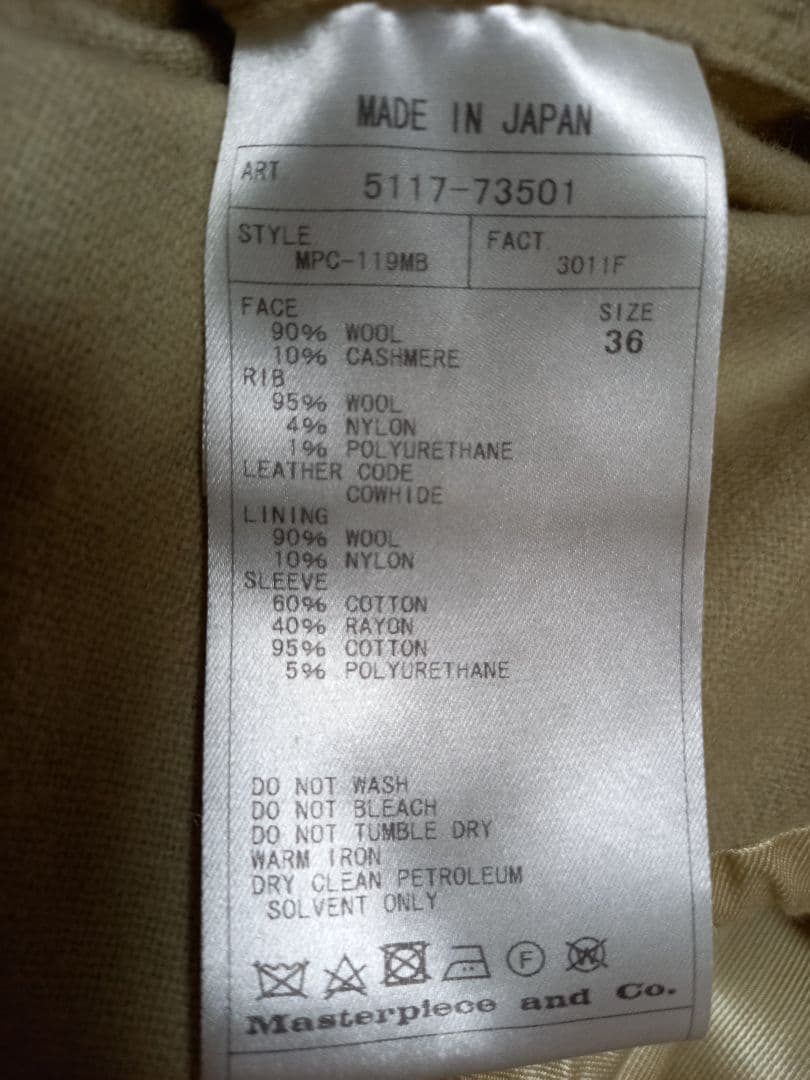 MADE IN JAPAN
ART 5117-73501
STYLE MPC-119MB
FACT. 3011F
FACE
90% WOOL
10% CASHMERE
SIZE
36
RIB
95% WOOL
4% NYLON
1% POLYURETHANE
LEATHER CODE
COWHIDE
LINING
90% WOOL
10% NYLON
SLEEVE
60% COTTON
40% RAYON
95% COTTON
5% POLYURETHANE
DO NOT WASH
DO NOT BLEACH
DO NOT TUMBLE DRY
WARM IRON
DRY CLEAN PETROLEUM
SOLVENT ONLY
F W
Masterpiece and Co.